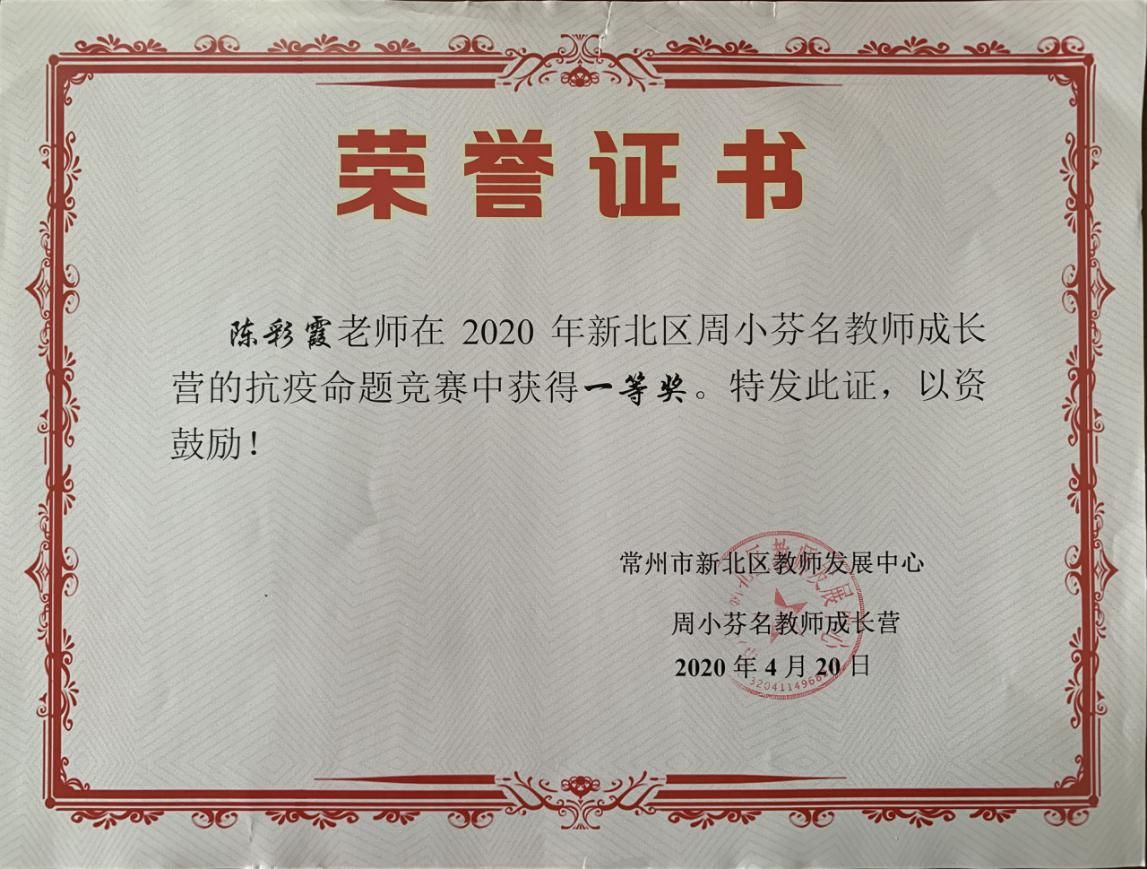 荣誉证书
陈彩霞老师在 2020 年新北区周小芬名教师成长
营的抗疫命题竞赛中获得一等奖。特发此证，以资
鼓励！
常州市新北区教师发展中心
周小芬名教师成长营
2020 年 4 月 20 日